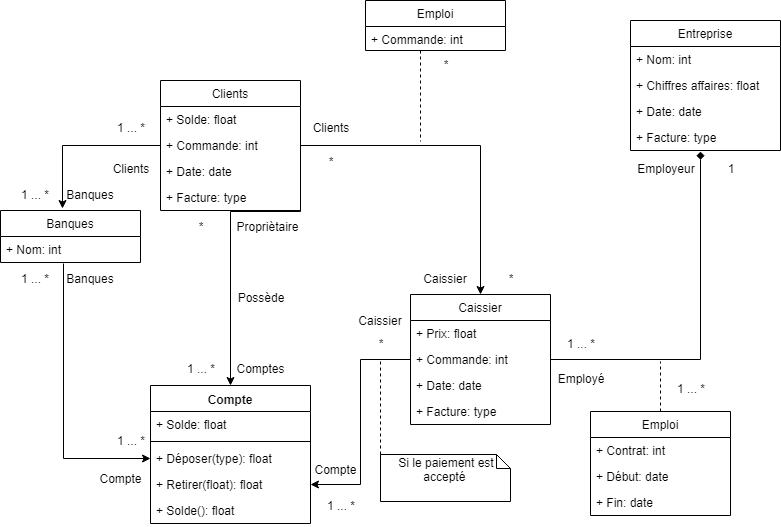 Emploi
+ Commande: int
*
Entreprise
+ Nom: int
+ Chiffres affaires: float
+ Date: date
+ Facture: type
Employeur
1
Clients
+ Solde: float
+ Commande: int
+ Date: date
+ Facture: type
1 ... *
Clients
Clients
*
1 ... *
Banques
Banques
+ Nom: int
1 ... *
Banques
*
Propriètaire
Possède
1 ... *
Comptes
Caissier
*
Caissier
+ Prix: float
+ Commande: int
+ Date: date
+ Facture: type
Caissier
*
1 ... *
Employé
1 ... *
Emploi
+ Contrat: int
+ Début: date
+ Fin: date
Compte
+ Solde: float
+ Déposer(type): float
+ Retirer(float): float
+ Solde(): float
1 ... *
Compte
Compte
1 ... *
Si le paiement est
accepté